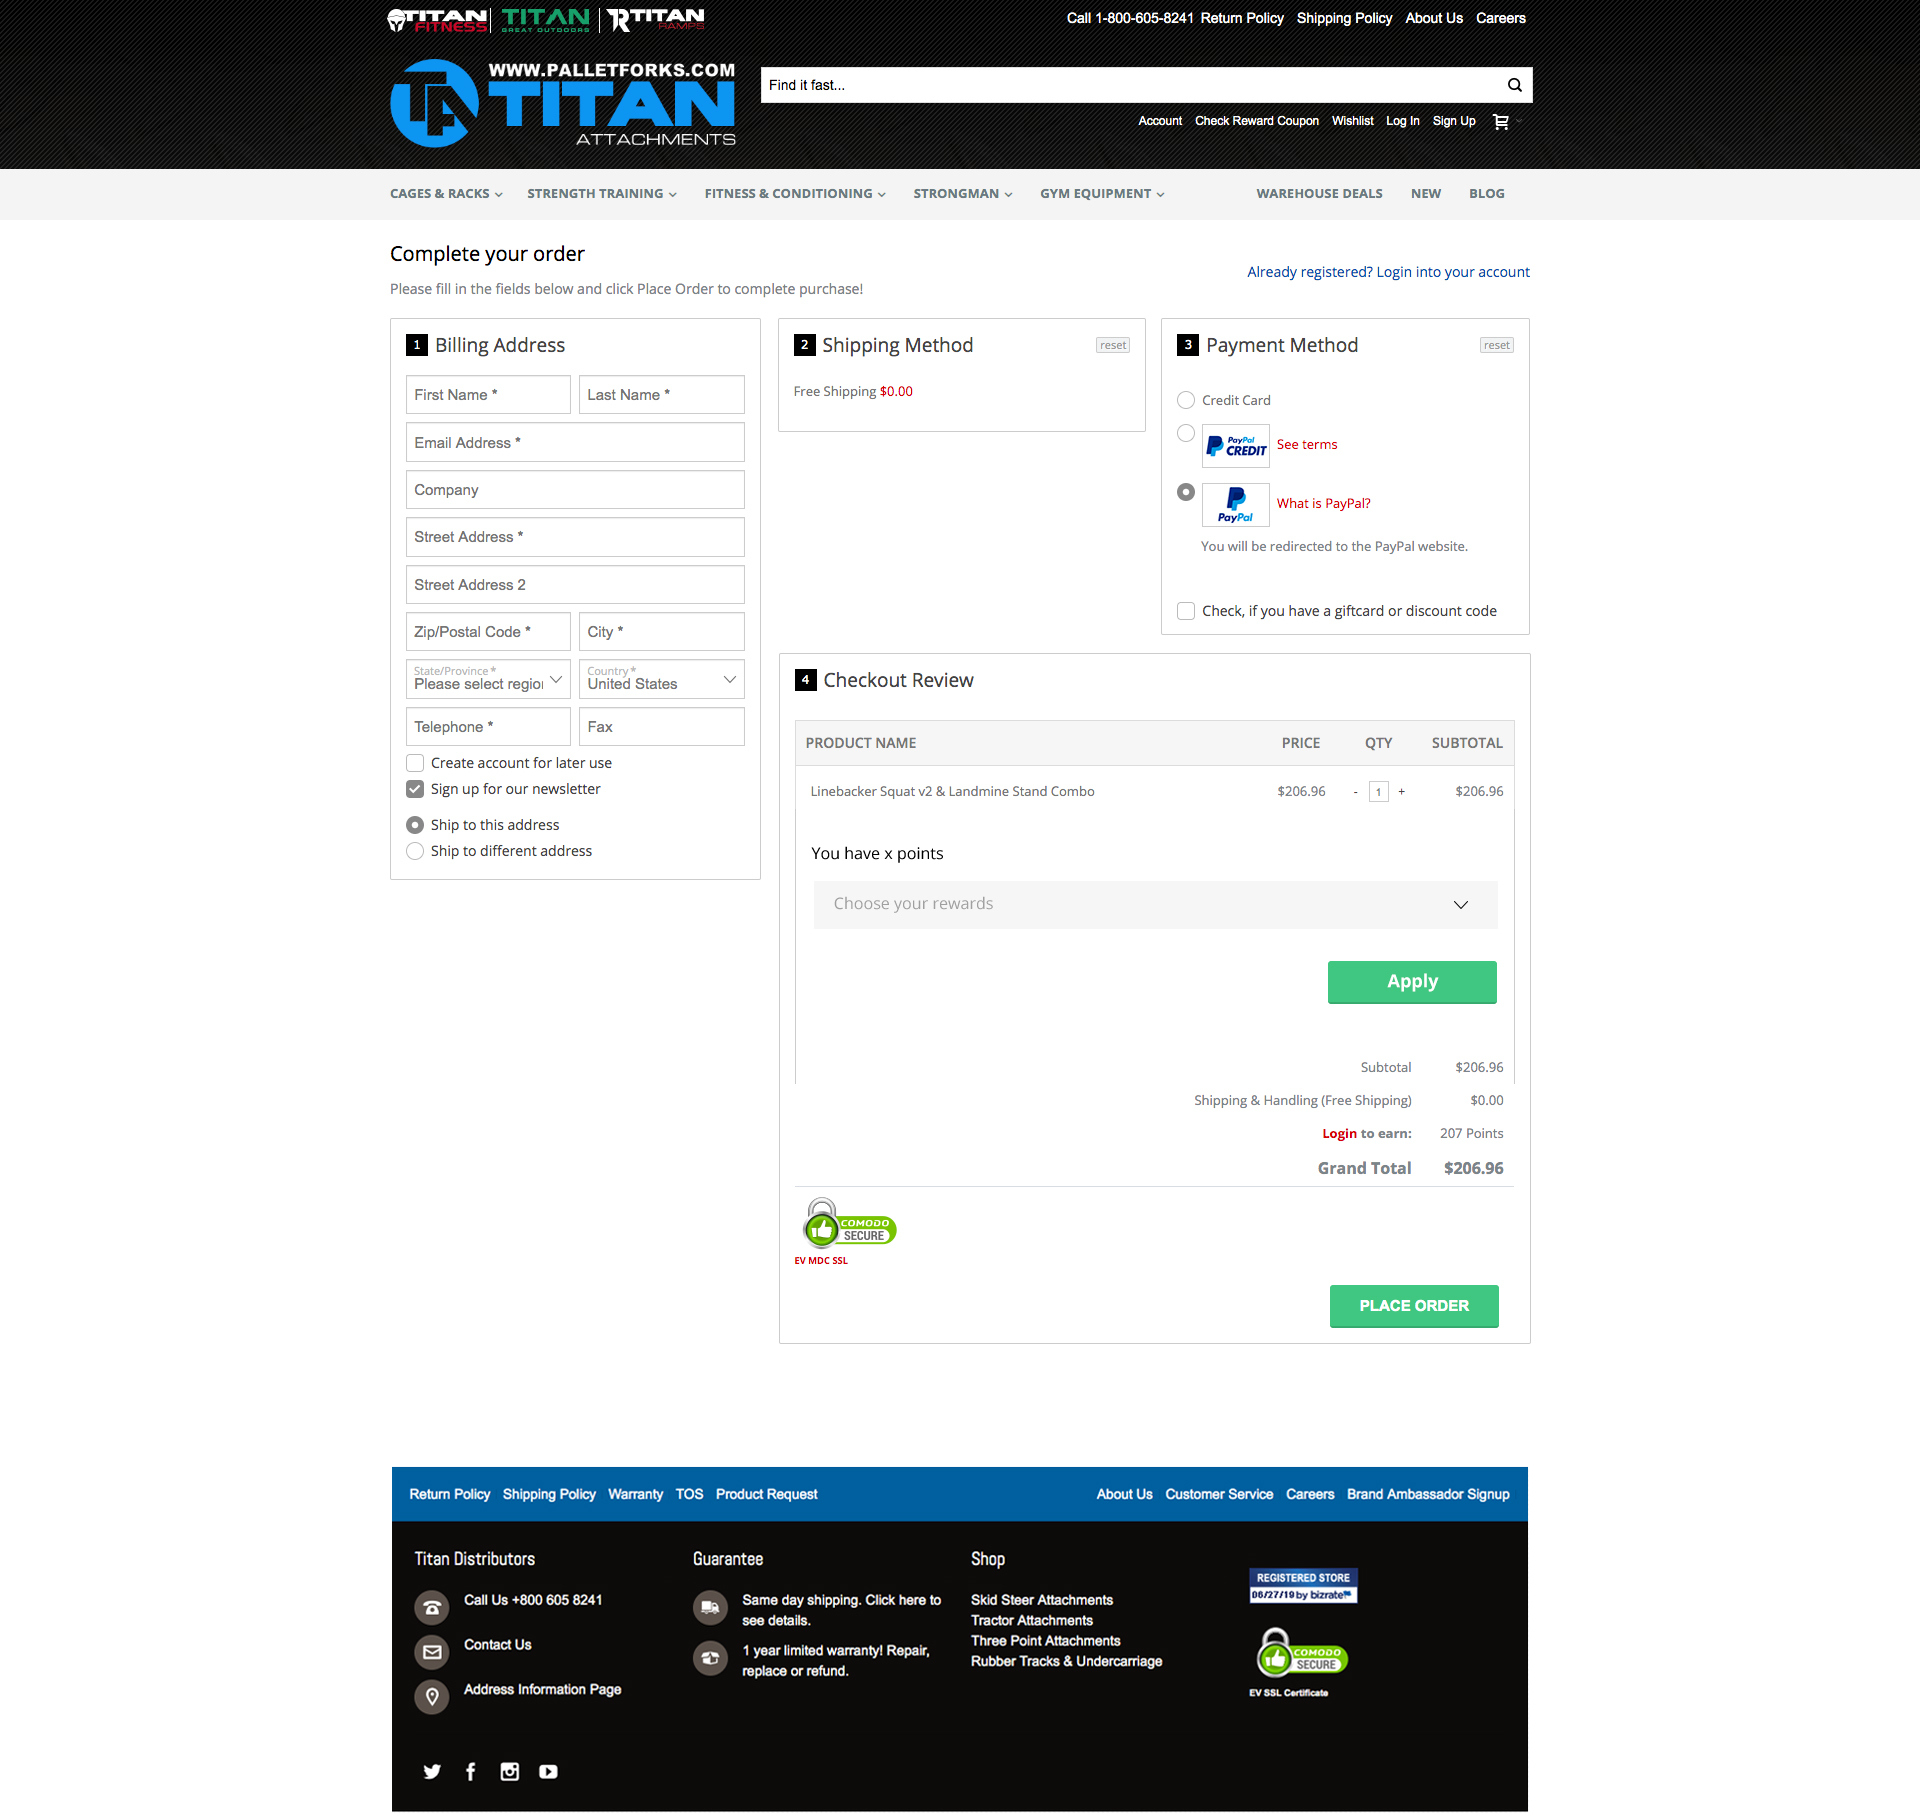 TITAN FITNESS
TITAN GREAT OUTDOORS
TITAN RAMPS
Call 1-800-605-8241 Return Policy Shipping Policy About Us Careers
WWW.PALLETFORKS.COM
TITAN
ATTACHMENTS
Find it fast...
Account Check Reward Coupon Wishlist Log In Sign Up
CAGES & RACKS STRENGTH TRAINING FITNESS & CONDITIONING STRONGMAN GYM EQUIPMENT WAREHOUSE DEALS NEW BLOG
Complete your order
Already registered? Login into your account
Please fill in the fields below and click Place Order to complete purchase!
1 Billing Address
First Name * Last Name *
Email Address *
Company
Street Address *
Street Address 2
Zip/Postal Code * City *
State/Province * Country *
Please select region United States
Telephone * Fax
Create account for later use
Sign up for our newsletter
Ship to this address
Ship to different address
2 Shipping Method reset
Free Shipping $0.00
3 Payment Method reset
Credit Card
PayPal CREDIT See terms
PayPal What is PayPal?
You will be redirected to the PayPal website.
Check, if you have a giftcard or discount code
4 Checkout Review
PRODUCT NAME PRICE QTY SUBTOTAL
Linebacker Squat v2 & Landmine Stand Combo $206.96 - 1 + $206.96
You have x points
Choose your rewards
Apply
Subtotal $206.96
Shipping & Handling (Free Shipping) $0.00
Login to earn: 207 Points
Grand Total $206.96
COMODO
SECURE
EV MDC SSL
PLACE ORDER
Return Policy Shipping Policy Warranty TOS Product Request About Us Customer Service Careers Brand Ambassador Signup
Titan Distributors
Call Us +800 605 8241
Contact Us
Address Information Page
Guarantee
Same day shipping. Click here to
see details.
1 year limited warranty! Repair,
replace or refund.
Shop
Skid Steer Attachments
Tractor Attachments
Three Point Attachments
Rubber Tracks & Undercarriage
REGISTERED STORE
06/27/19 by bizrate
COMODO
SECURE
EV SSL Certificate